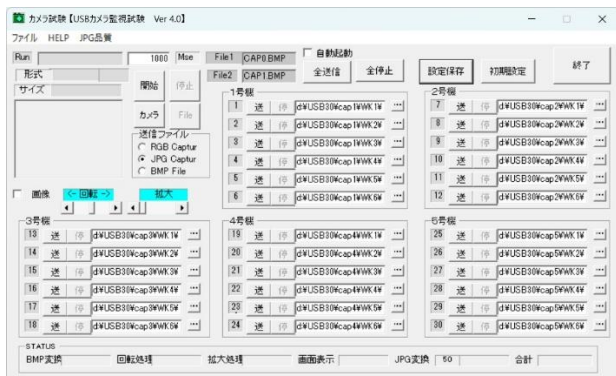 カメラ試験【USBカメラ監視試験 Ver 4.0】
ファイル HELP JPG品質
Run 1000 Mse File1 CAP0.BMP 自動起動
File2 CAP1.BMP 全送信 全停止 設定保存 初期設定 終了
形式 開始 停止
サイズ
カメラ File
送信ファイル
RGB Captur
JPG Captur
BMP File
画像 <- 回転 -> 拡大
1号機
1 送 停 d:¥USB30¥cap1¥WK1¥ ...
2 送 停 d:¥USB30¥cap1¥WK2¥ ...
3 送 停 d:¥USB30¥cap1¥WK3¥ ...
4 送 停 d:¥USB30¥cap1¥WK4¥ ...
5 送 停 d:¥USB30¥cap1¥WK5¥ ...
6 送 停 d:¥USB30¥cap1¥WK6¥ ...
2号機
7 送 停 d:¥USB30¥cap2¥WK1¥ ...
8 送 停 d:¥USB30¥cap2¥WK2¥ ...
9 送 停 d:¥USB30¥cap2¥WK3¥ ...
10 送 停 d:¥USB30¥cap2¥WK4¥ ...
11 送 停 d:¥USB30¥cap2¥WK5¥ ...
12 送 停 d:¥USB30¥cap2¥WK6¥ ...
3号機
13 送 停 d:¥USB30¥cap3¥WK1¥ ...
14 送 停 d:¥USB30¥cap3¥WK2¥ ...
15 送 停 d:¥USB30¥cap3¥WK3¥ ...
16 送 停 d:¥USB30¥cap3¥WK4¥ ...
17 送 停 d:¥USB30¥cap3¥WK5¥ ...
18 送 停 d:¥USB30¥cap3¥WK6¥ ...
4号機
19 送 停 d:¥USB30¥cap4¥WK1¥ ...
20 送 停 d:¥USB30¥cap4¥WK2¥ ...
21 送 停 d:¥USB30¥cap4¥WK3¥ ...
22 送 停 d:¥USB30¥cap4¥WK4¥ ...
23 送 停 d:¥USB30¥cap4¥WK5¥ ...
24 送 停 d:¥USB30¥cap4¥WK6¥ ...
5号機
25 送 停 d:¥USB30¥cap5¥WK1¥ ...
26 送 停 d:¥USB30¥cap5¥WK2¥ ...
27 送 停 d:¥USB30¥cap5¥WK3¥ ...
28 送 停 d:¥USB30¥cap5¥WK4¥ ...
29 送 停 d:¥USB30¥cap5¥WK5¥ ...
30 送 停 d:¥USB30¥cap5¥WK6¥ ...
STATUS
BMP変換 回転処理 拡大処理 画面表示 JPG変換 50 合計